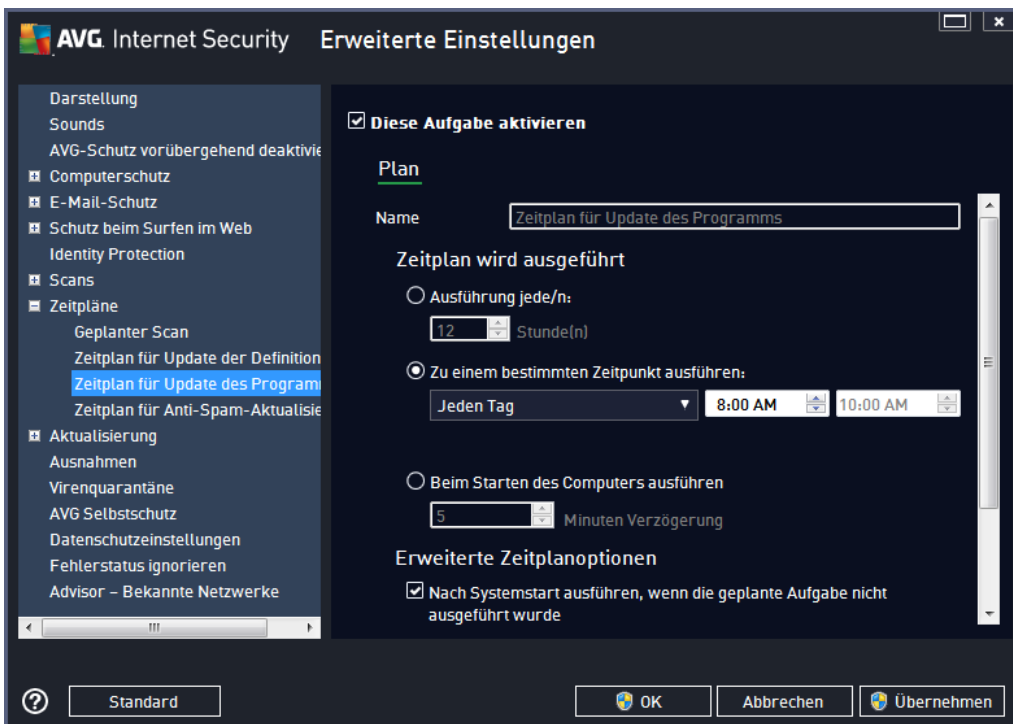 AVG. Internet Security Erweiterte Einstellungen
Darstellung
Sounds
AVG-Schutz vorübergehend deaktivie
Computerschutz
E-Mail-Schutz
Schutz beim Surfen im Web
Identity Protection
Scans
Zeitpläne
Geplanter Scan
Zeitplan für Update der Definition
Zeitplan für Update des Program
Zeitplan für Anti-Spam-Aktualisie
Aktualisierung
Ausnahmen
Virenquarantäne
AVG Selbstschutz
Datenschutzeinstellungen
Fehlerstatus ignorieren
Advisor – Bekannte Netzwerke
Diese Aufgabe aktivieren
Plan
Name Zeitplan für Update des Programms
Zeitplan wird ausgeführt
Ausführung jede/n:
12 Stunde(n)
Zu einem bestimmten Zeitpunkt ausführen:
Jeden Tag 8:00 AM 10:00 AM
Beim Starten des Computers ausführen
5 Minuten Verzögerung
Erweiterte Zeitplanoptionen
Nach Systemstart ausführen, wenn die geplante Aufgabe nicht
ausgeführt wurde
? Standard OK Abbrechen Übernehmen